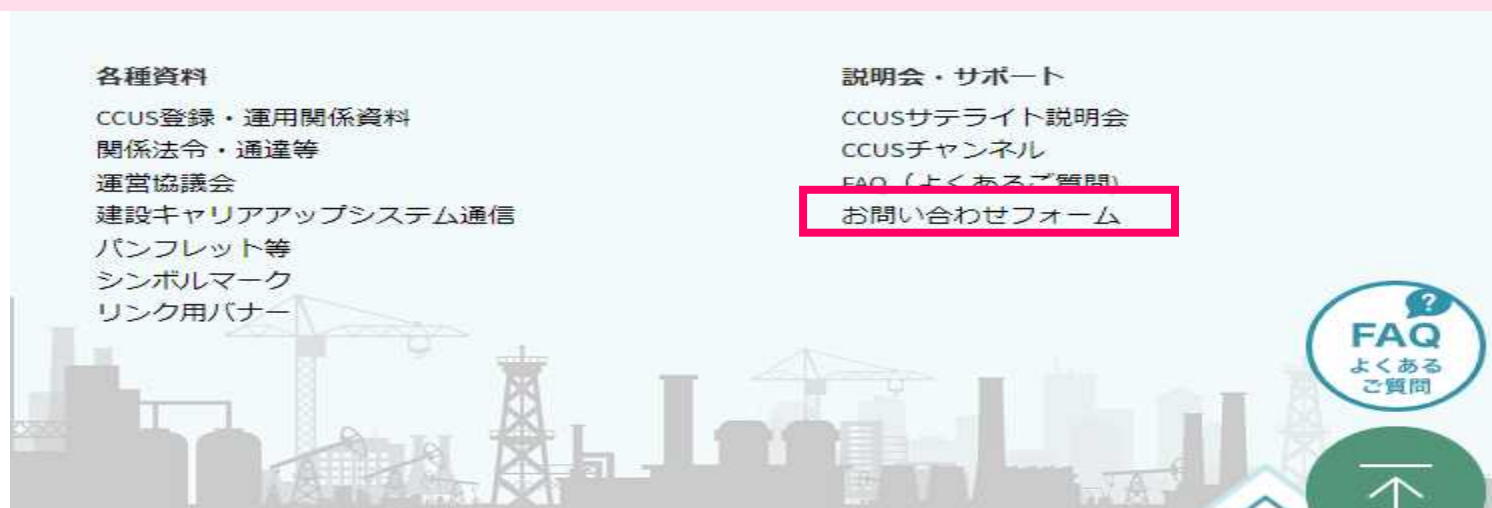 各種資料
CCUS登録・運用関係資料
関係法令・通達等
運営協議会
建設キャリアアップシステム通信
パンフレット等
シンボルマーク
リンク用バナー
説明会・サポート
CCUSサテライト説明会
CCUSチャンネル
FAQ（よくあるご質問)
お問い合わせフォーム
?
FAQ
よくある
ご質問